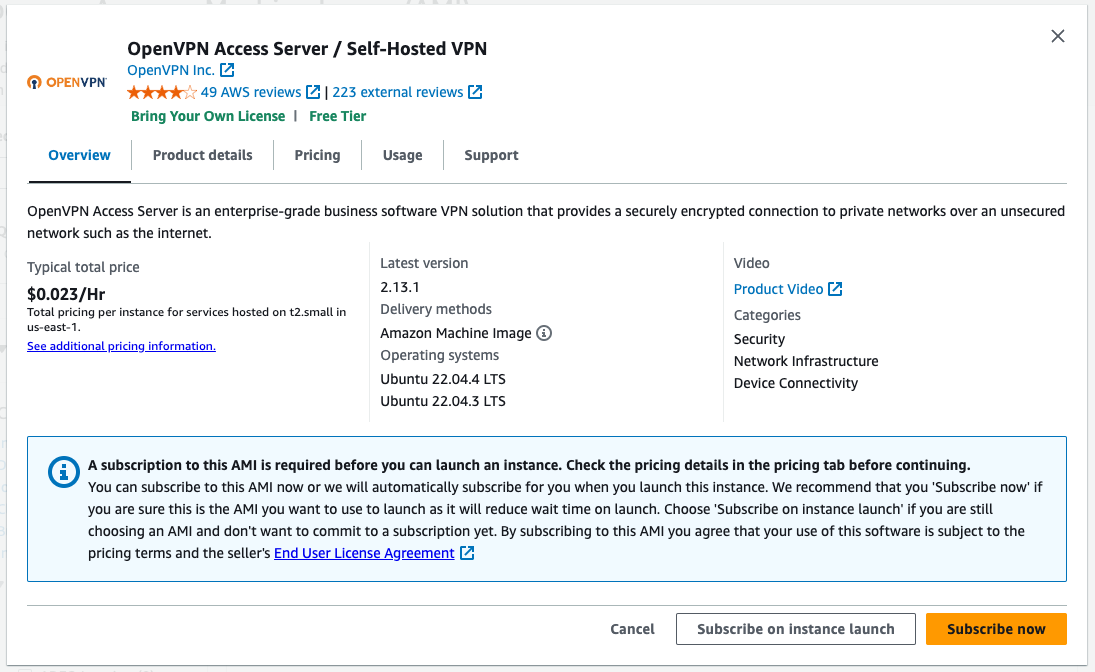 OpenVPN Access Server / Self-Hosted VPN
OpenVPN Inc.
OPENVPN
49 AWS reviews | 223 external reviews
Bring Your Own License | Free Tier
Overview Product details Pricing Usage Support
OpenVPN Access Server is an enterprise-grade business software VPN solution that provides a securely encrypted connection to private networks over an unsecured
network such as the internet.
Typical total price
$0.023/Hr
Total pricing per instance for services hosted on t2.small in
us-east-1.
See additional pricing information.
Latest version
2.13.1
Delivery methods
Amazon Machine Image
Operating systems
Ubuntu 22.04.4 LTS
Ubuntu 22.04.3 LTS
Video
Product Video
Categories
Security
Network Infrastructure
Device Connectivity
A subscription to this AMI is required before you can launch an instance. Check the pricing details in the pricing tab before continuing.
You can subscribe to this AMI now or we will automatically subscribe for you when you launch this instance. We recommend that you 'Subscribe now' if
you are sure this is the AMI you want to use to launch as it will reduce wait time on launch. Choose 'Subscribe on instance launch' if you are still
choosing an AMI and don't want to commit to a subscription yet. By subscribing to this AMI you agree that your use of this software is subject to the
pricing terms and the seller's End User License Agreement
Cancel Subscribe on instance launch Subscribe now